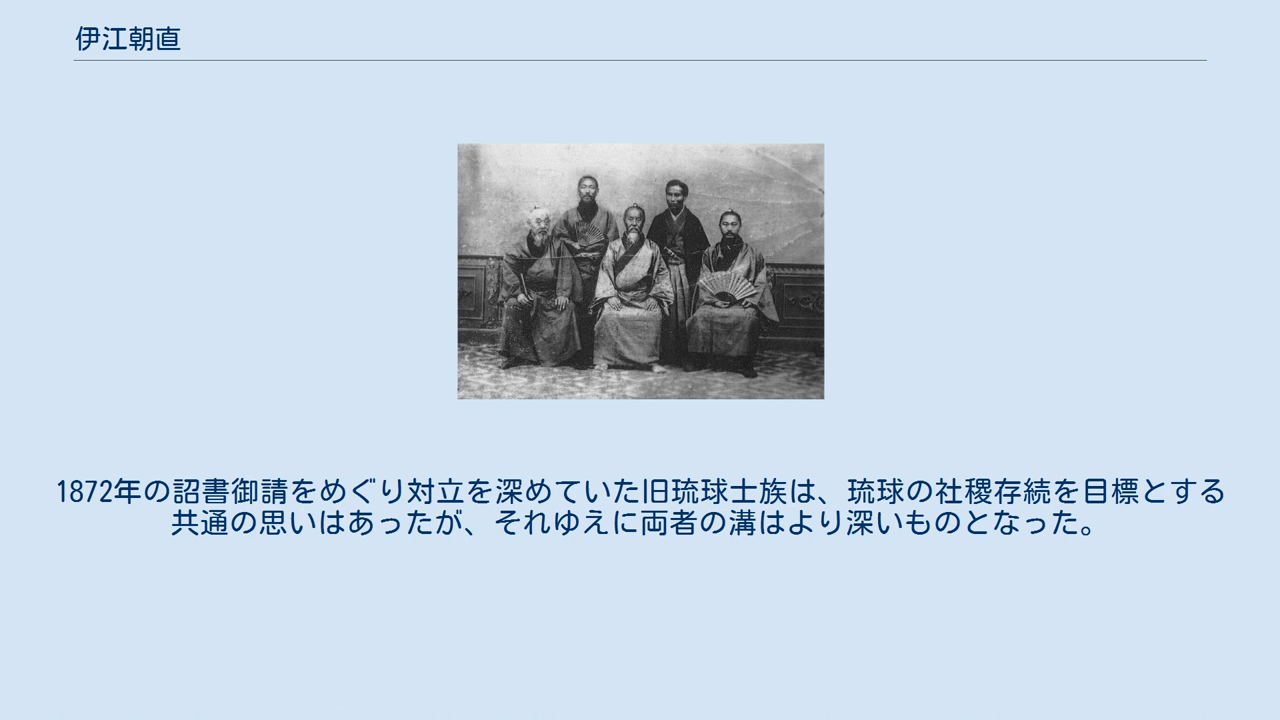 伊江朝直
1872年の詔書御請をめぐり対立を深めていた旧琉球士族は、琉球の社稷存続を目標とする
共通の思いはあったが、それゆえに両者の溝はより深いものとなった。